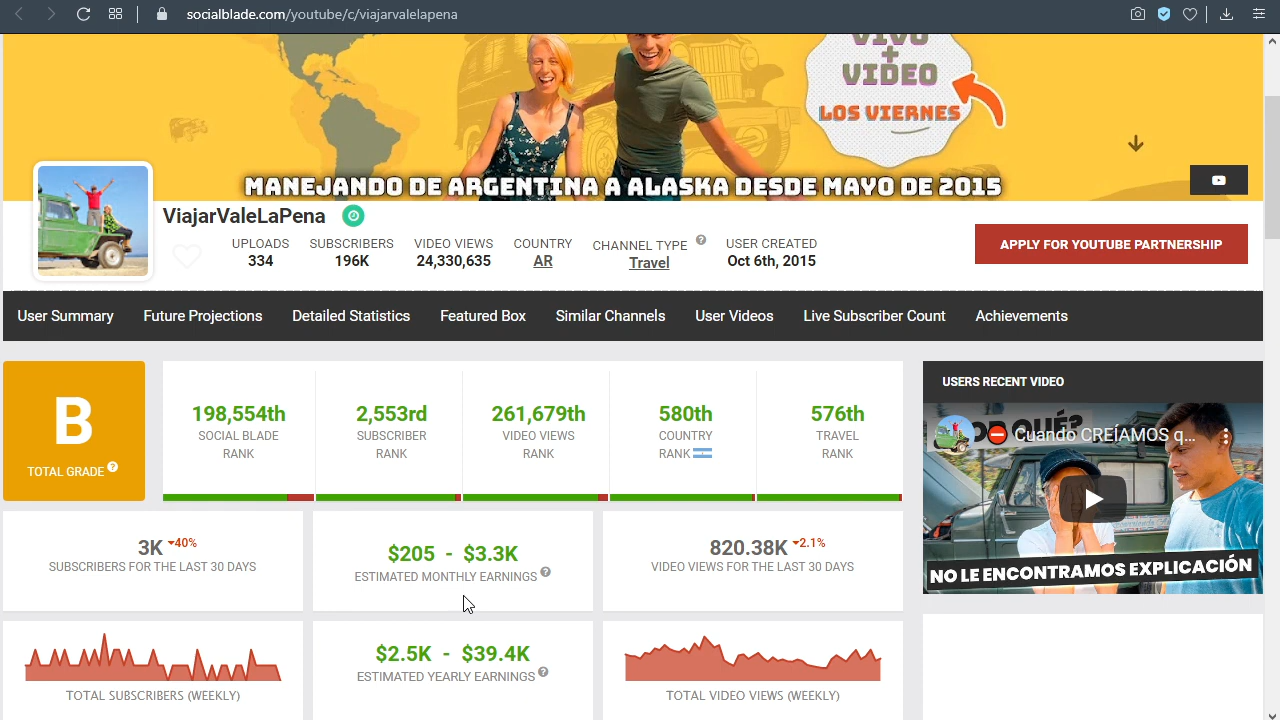 socialblade.com/youtube/c/viajarvalelapena
VIVO
+
VIDEO
LOS VIERNES
MANEJANDO DE ARGENTINA A ALASKA DESDE MAYO DE 2015
ViajarValeLaPena
UPLOADS
334
SUBSCRIBERS
196K
VIDEO VIEWS
24,330,635
COUNTRY
AR
CHANNEL TYPE ?
Travel
USER CREATED
Oct 6th, 2015
APPLY FOR YOUTUBE PARTNERSHIP
User Summary Future Projections Detailed Statistics Featured Box Similar Channels User Videos Live Subscriber Count Achievements
B
TOTAL GRADE ?
198,554th
SOCIAL BLADE
RANK
2,553rd
SUBSCRIBER
RANK
261,679th
VIDEO VIEWS
RANK
580th
COUNTRY
RANK
576th
TRAVEL
RANK
USERS RECENT VIDEO
Cuando CREÍAMOS q...
QUÉ?
NO LE ENCONTRAMOS EXPLICACIÓN
3K 40%
SUBSCRIBERS FOR THE LAST 30 DAYS
$205 - $3.3K
ESTIMATED MONTHLY EARNINGS ?
820.38K 2.1%
VIDEO VIEWS FOR THE LAST 30 DAYS
TOTAL SUBSCRIBERS (WEEKLY)
$2.5K - $39.4K
ESTIMATED YEARLY EARNINGS ?
TOTAL VIDEO VIEWS (WEEKLY)